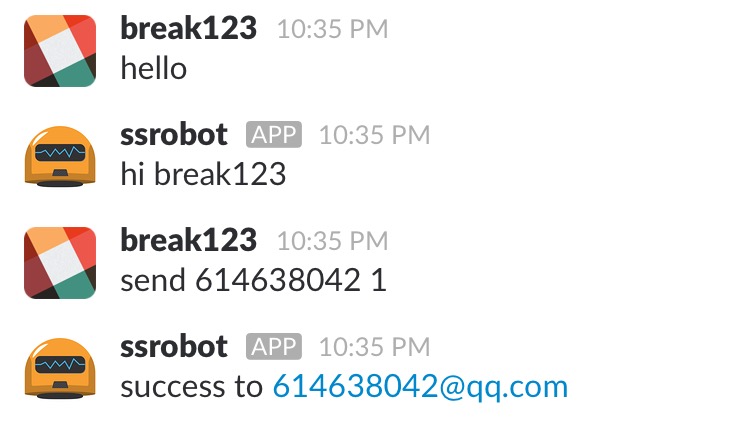 break123 10:35 PM
hello
ssrobot APP 10:35 PM
hi break123
break123 10:35 PM
send 614638042 1
ssrobot APP 10:35 PM
success to 614638042@qq.com